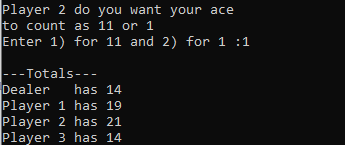 Player 2 do you want your ace
to count as 11 or 1
Enter 1) for 11 and 2) for 1 :1
---Totals---
Dealer   has 14
Player 1 has 19
Player 2 has 21
Player 3 has 14